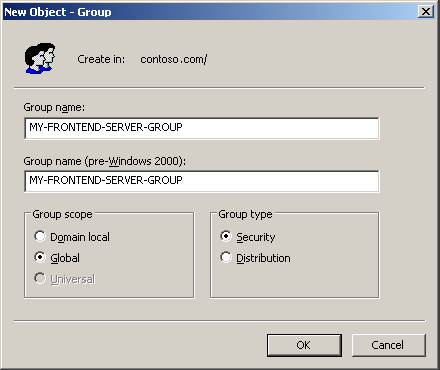 New Object - Group
Create in: contoso.com/
Group name:
MY-FRONTEND-SERVER-GROUP
Group name (pre-Windows 2000):
MY-FRONTEND-SERVER-GROUP
Group scope
Domain local
Global
Universal
Group type
Security
Distribution
OK Cancel